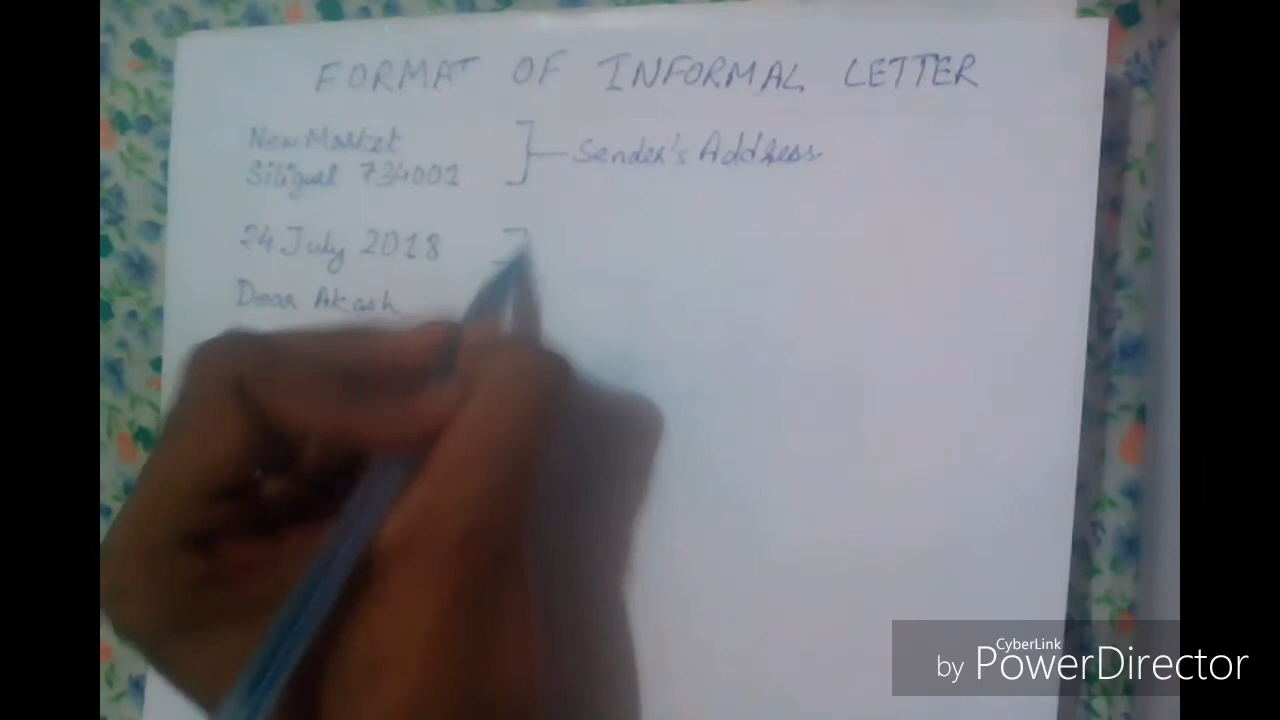 FORMAT OF INFORMAL LETTER
New Market
Siliguri 734001
Sender's Address
24 July 2018
Dear Akash
CyberLink
by PowerDirector